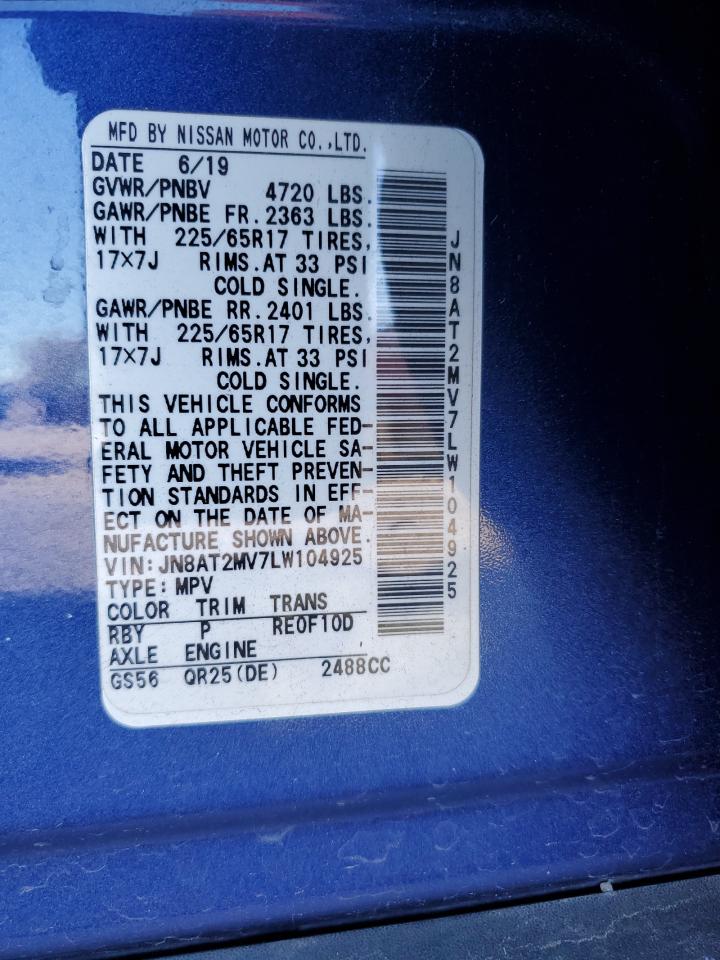 MFD BY NISSAN MOTOR CO.,LTD.
DATE 6/19
GVWR/PNBV 4720 LBS.
GAWR/PNBE FR.2363 LBS.
WITH 225/65R17 TIRES,
17×7J RIMS.AT 33 PSI
COLD SINGLE.
GAWR/PNBE RR.2401 LBS.
WITH 225/65R17 TIRES,
17×7J RIMS.AT 33 PSI
COLD SINGLE.
THIS VEHICLE CONFORMS
TO ALL APPLICABLE FED-
ERAL MOTOR VEHICLE SA-
FETY AND THEFT PREVEN-
TION STANDARDS IN EFF-
ECT ON THE DATE OF MA-
NUFACTURE SHOWN ABOVE.
VIN:JN8AT2MV7LW104925
TYPE:MPV
COLOR TRIM TRANS
RBY P RE0F10D
AXLE ENGINE
GS56 QR25(DE) 2488CC
JN8AT2MV7LW104925